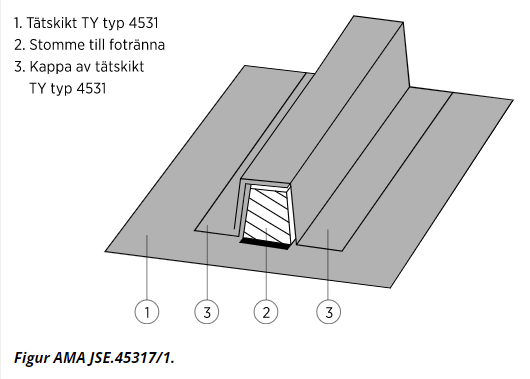 1. Tätskikt TY typ 4531
2. Stomme till fotränna
3. Kappa av tätskikt
TY typ 4531
1 3 2 3
Figur AMA JSE.45317/1.